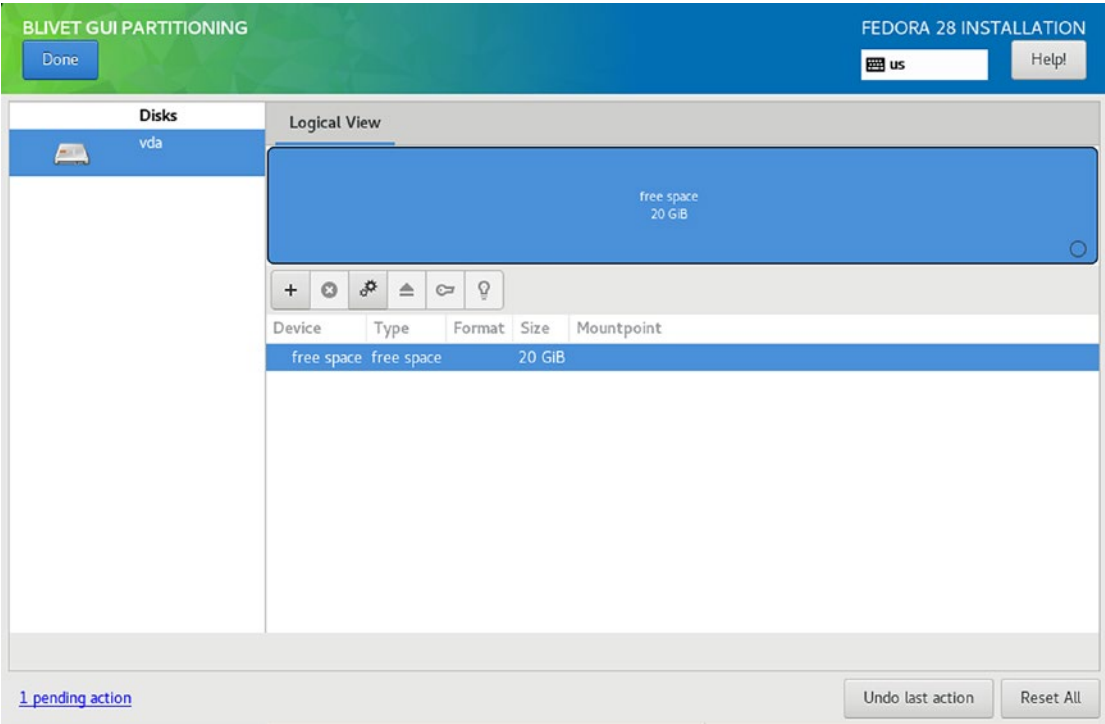 BLIVET GUI PARTITIONING
FEDORA 28 INSTALLATION
Done
us
Help!
Disks
vda
Logical View
free space
20 GiB
Device Type Format Size Mountpoint
free space free space 20 GiB
1 pending action
Undo last action
Reset All